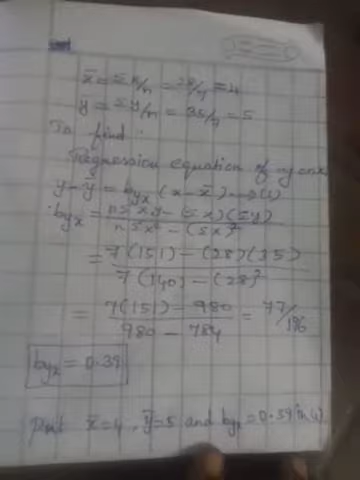 x̄ = Σx/n = 28/7 = 4
y = Σy/n = 35/7 = 5
To find.
Regression equation of y on x
y - ȳ = byx (x - x̄) → (1)
byx = nΣxy - (Σx)(Σy) / nΣx² - (Σx)²
= 7(151) - (28)(35) / 7(140) - (28)²
= 7(151) - 980 / 980 - 784 = 77/196
byx = 0.39
put x̄ = 4, ȳ = 5 and byx = 0.39 in (1)